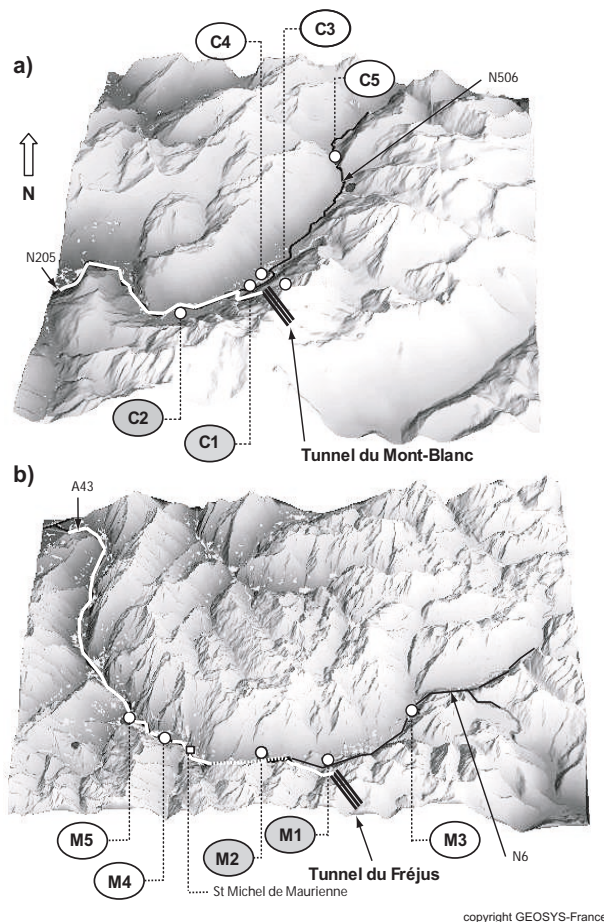 a)
C4
C3
C5
N506
N
N205
C2
C1
Tunnel du Mont-Blanc
b)
A43
M5
M4
M2
M1
M3
N6
Tunnel du Fréjus
St Michel de Maurienne
copyright GEOSYS-France